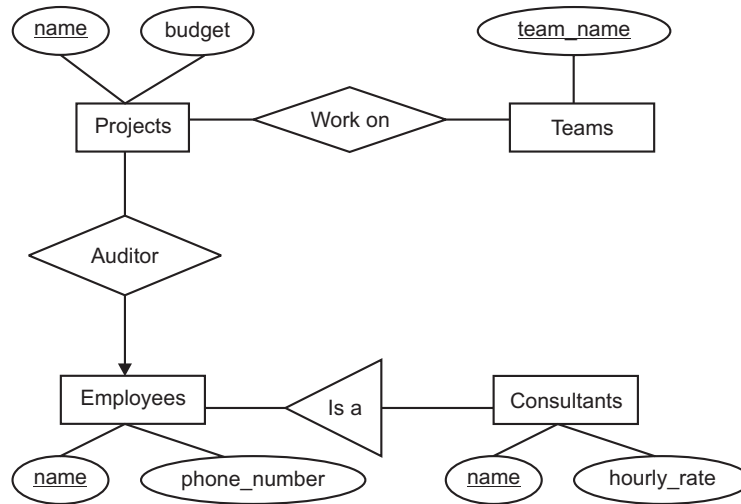 name
budget
team_name
Projects
Work on
Teams
Auditor
Employees
Is a
Consultants
name
phone_number
name
hourly_rate